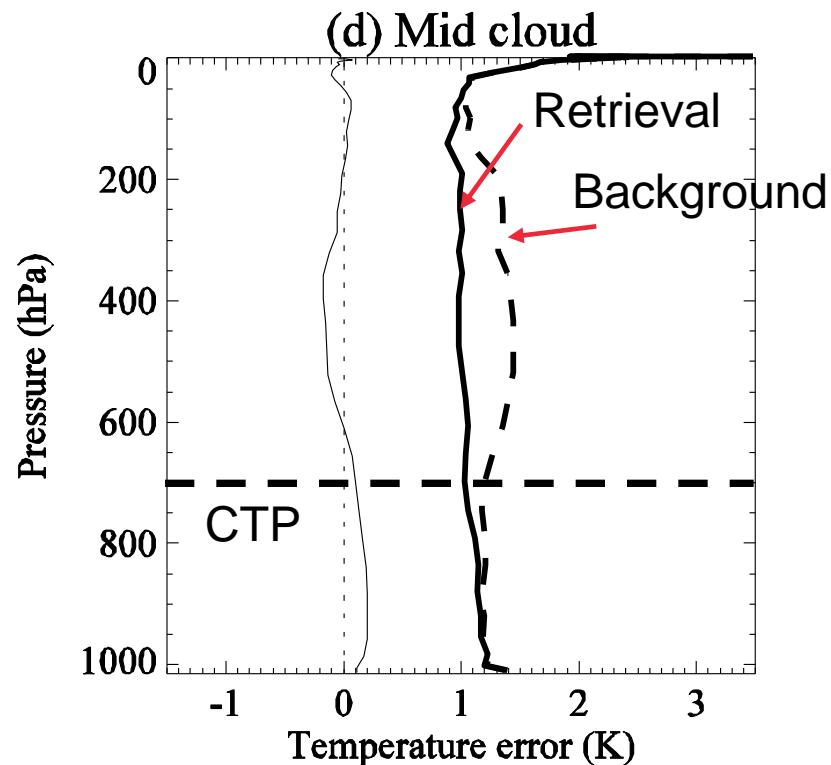 (d) Mid cloud
0
Retrieval
Background
200
400
600
CTP
800
1000
Pressure (hPa)
-1 0 1 2 3
Temperature error (K)